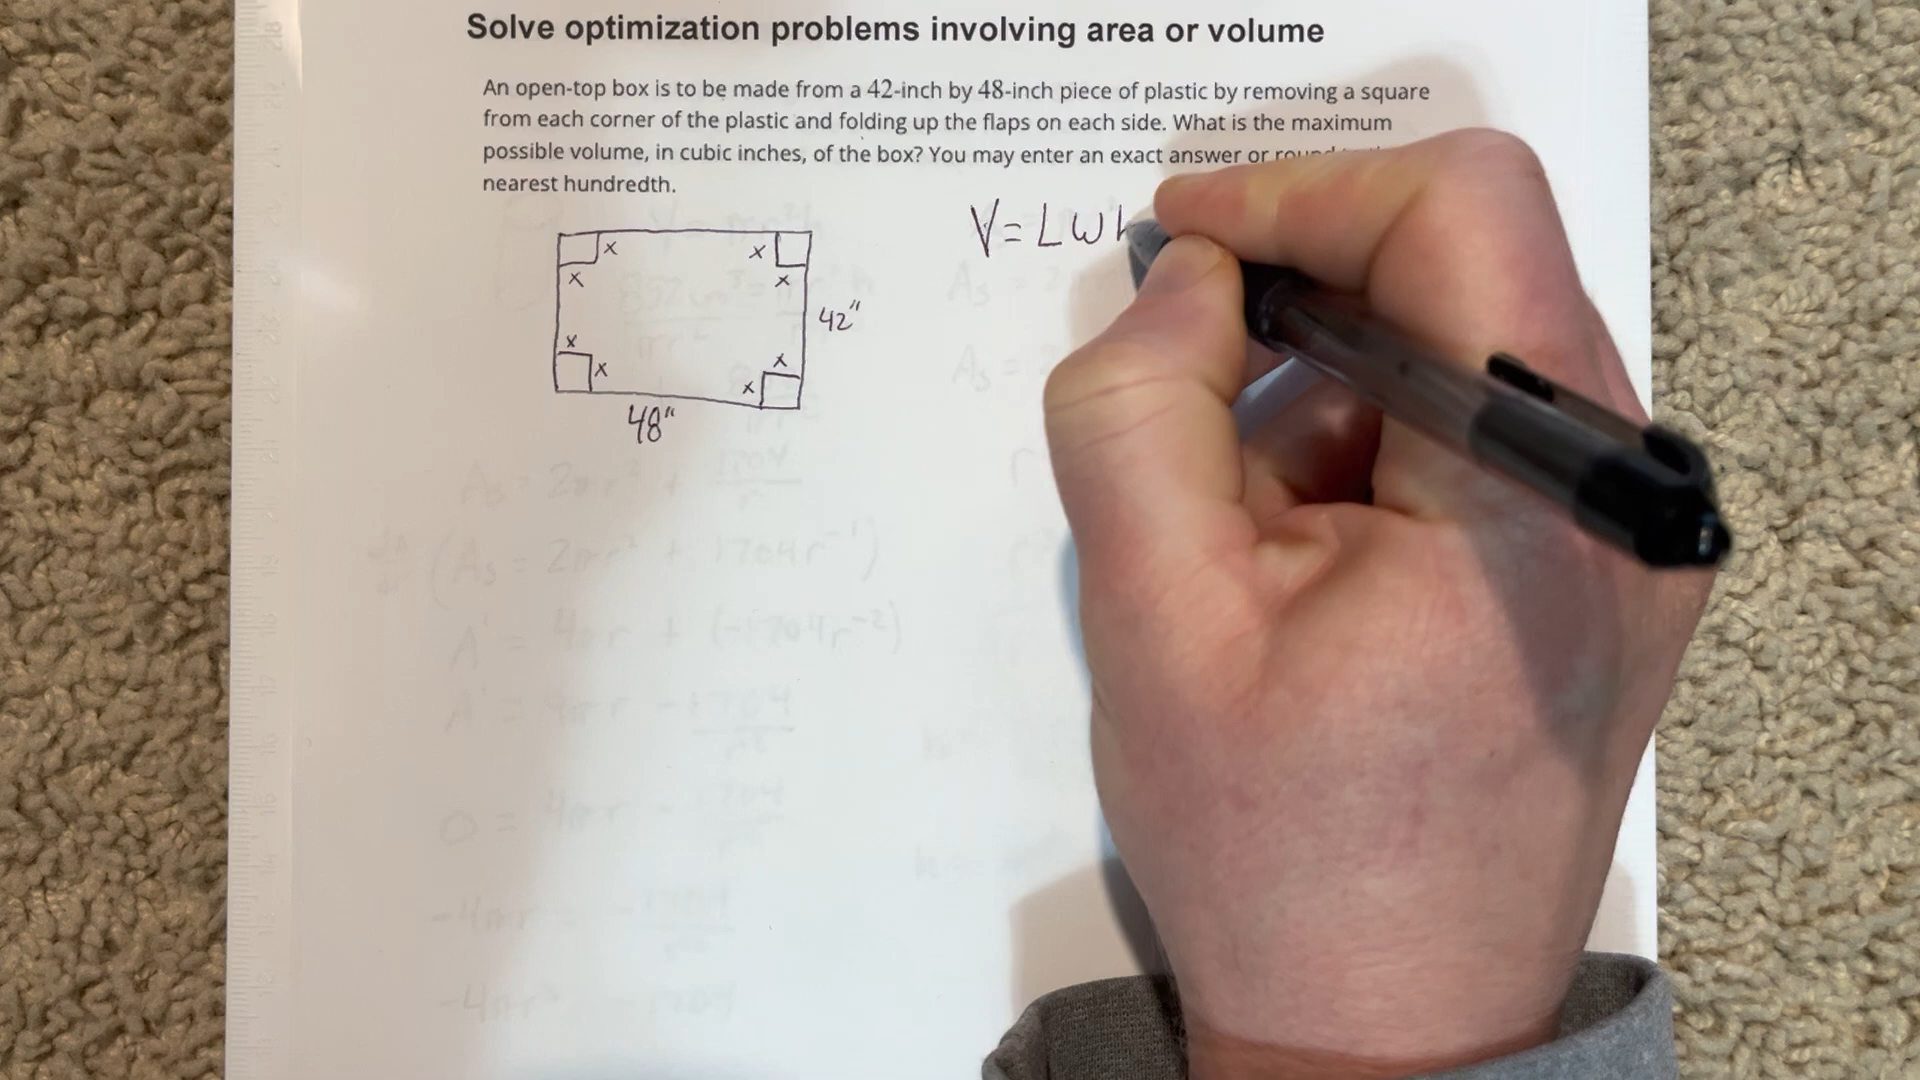 Solve optimization problems involving area or volume
An open-top box is to be made from a 42-inch by 48-inch piece of plastic by removing a square
from each corner of the plastic and folding up the flaps on each side. What is the maximum
possible volume, in cubic inches, of the box? You may enter an exact answer or
nearest hundredth.
V = L W h
x x
x x
42"
x x
x x
48"